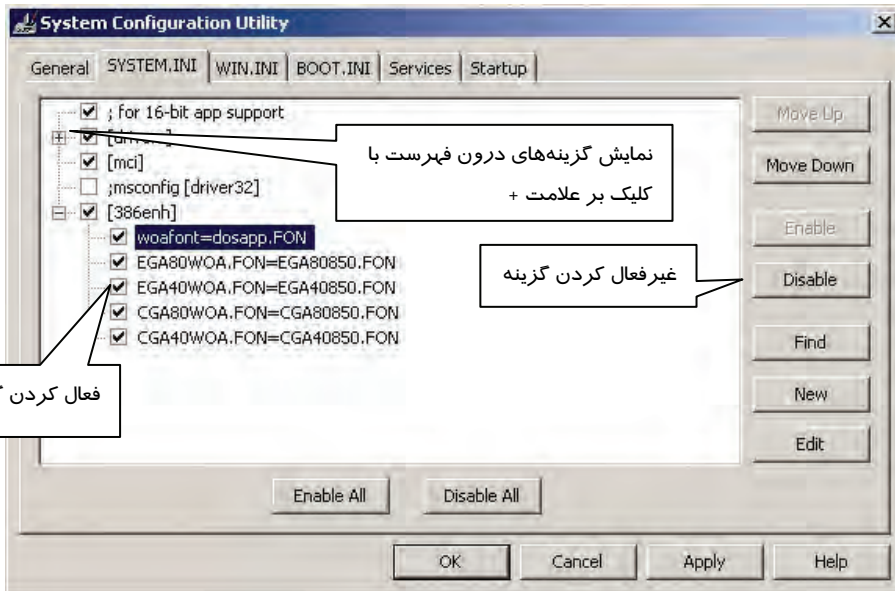 System Configuration Utility
General SYSTEM.INI WIN.INI BOOT.INI Services Startup
; for 16-bit app support
[mci]
;msconfig [driver32]
[386enh]
woafont=dosapp.FON
EGA80WOA.FON=EGA80850.FON
EGA40WOA.FON=EGA40850.FON
CGA80WOA.FON=CGA80850.FON
CGA40WOA.FON=CGA40850.FON
نمایش گزینه‌های درون فهرست با
کلیک بر علامت +
غیرفعال کردن گزینه
فعال کردن
Move Up
Move Down
Enable
Disable
Find
New
Edit
Enable All Disable All
OK Cancel Apply Help